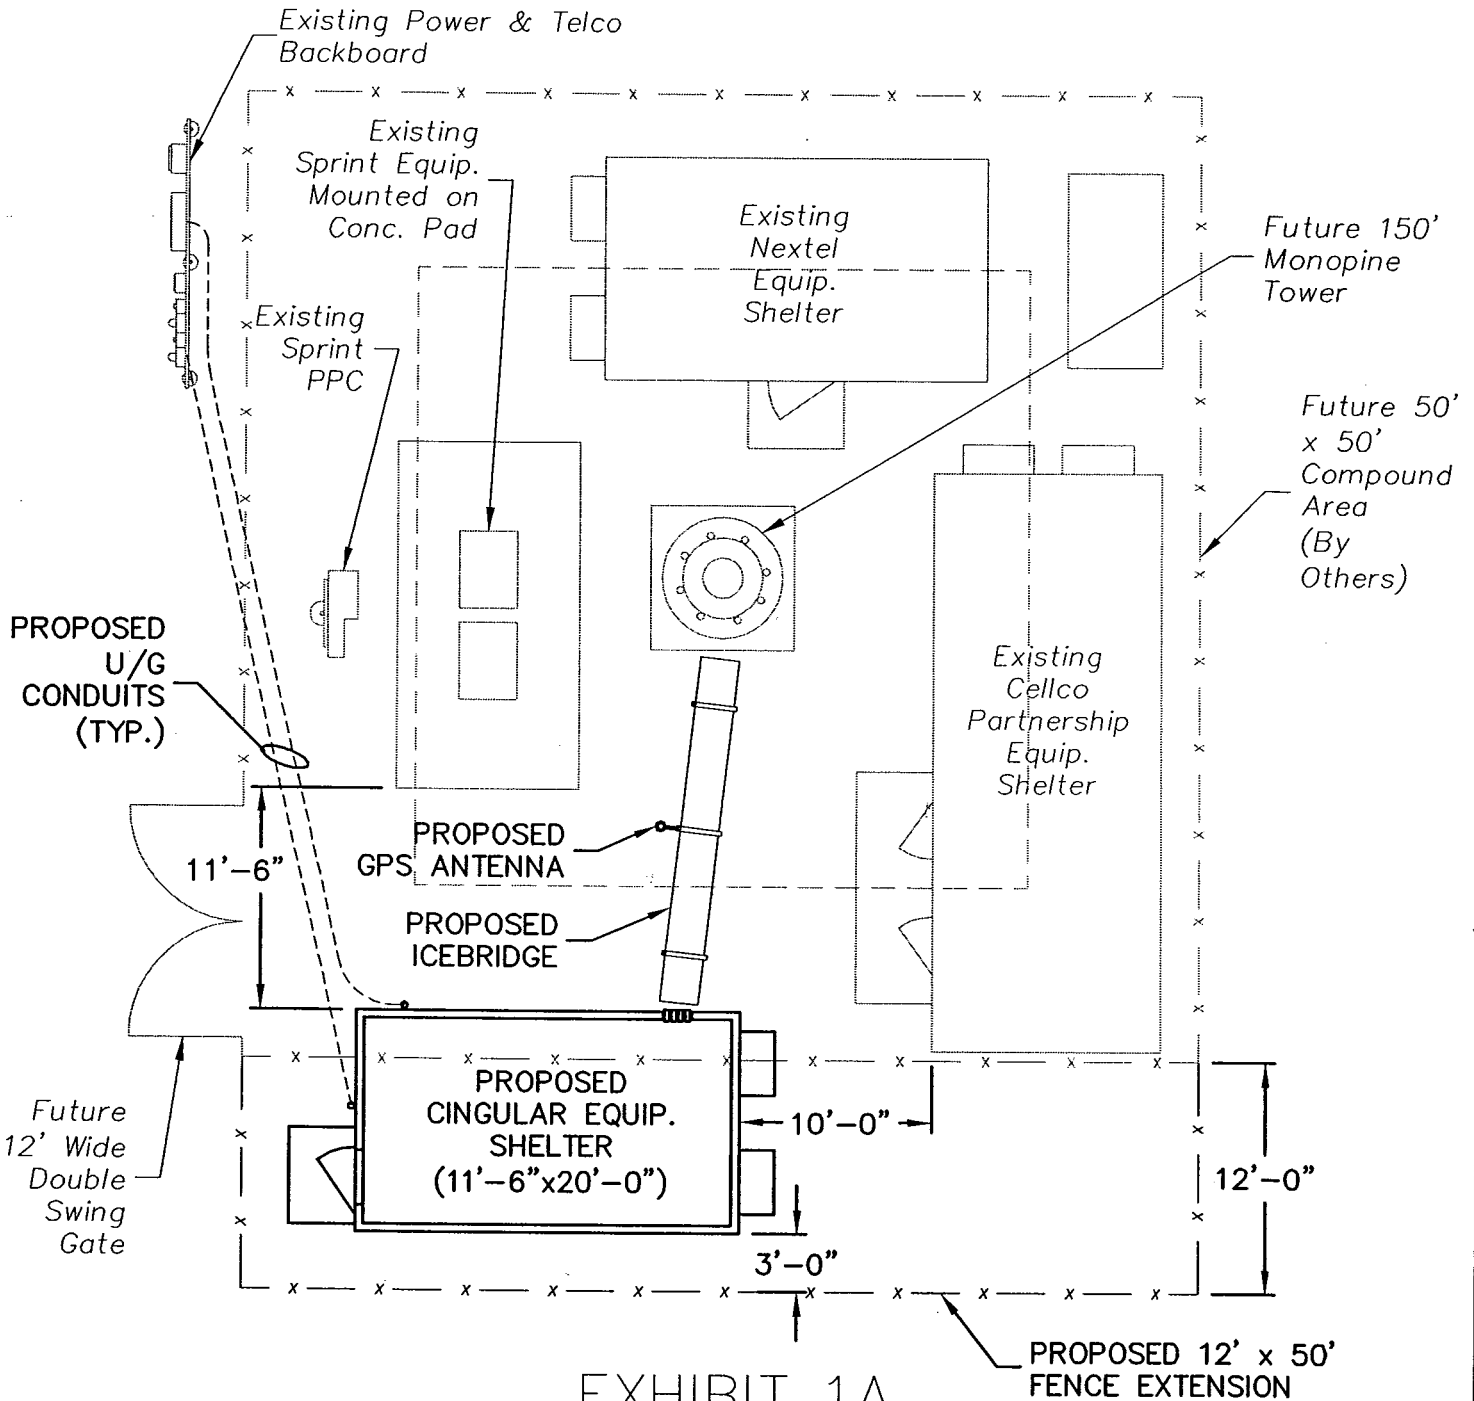 Existing Power & Telco
Backboard
Existing
Sprint Equip.
Mounted on
Conc. Pad
Existing
Nextel
Equip.
Shelter
Future 150'
Monopine
Tower
Existing
Sprint
PPC
Future 50'
x 50'
Compound
Area
(By
Others)
PROPOSED
U/G
CONDUITS
(TYP.)
Existing
Cellco
Partnership
Equip.
Shelter
11'-6"
PROPOSED
GPS ANTENNA
PROPOSED
ICEBRIDGE
PROPOSED
CINGULAR EQUIP.
SHELTER
(11'-6"x20'-0")
10'-0"
12'-0"
Future
12' Wide
Double
Swing
Gate
3'-0"
PROPOSED 12' x 50'
FENCE EXTENSION
EXHIBIT 1A